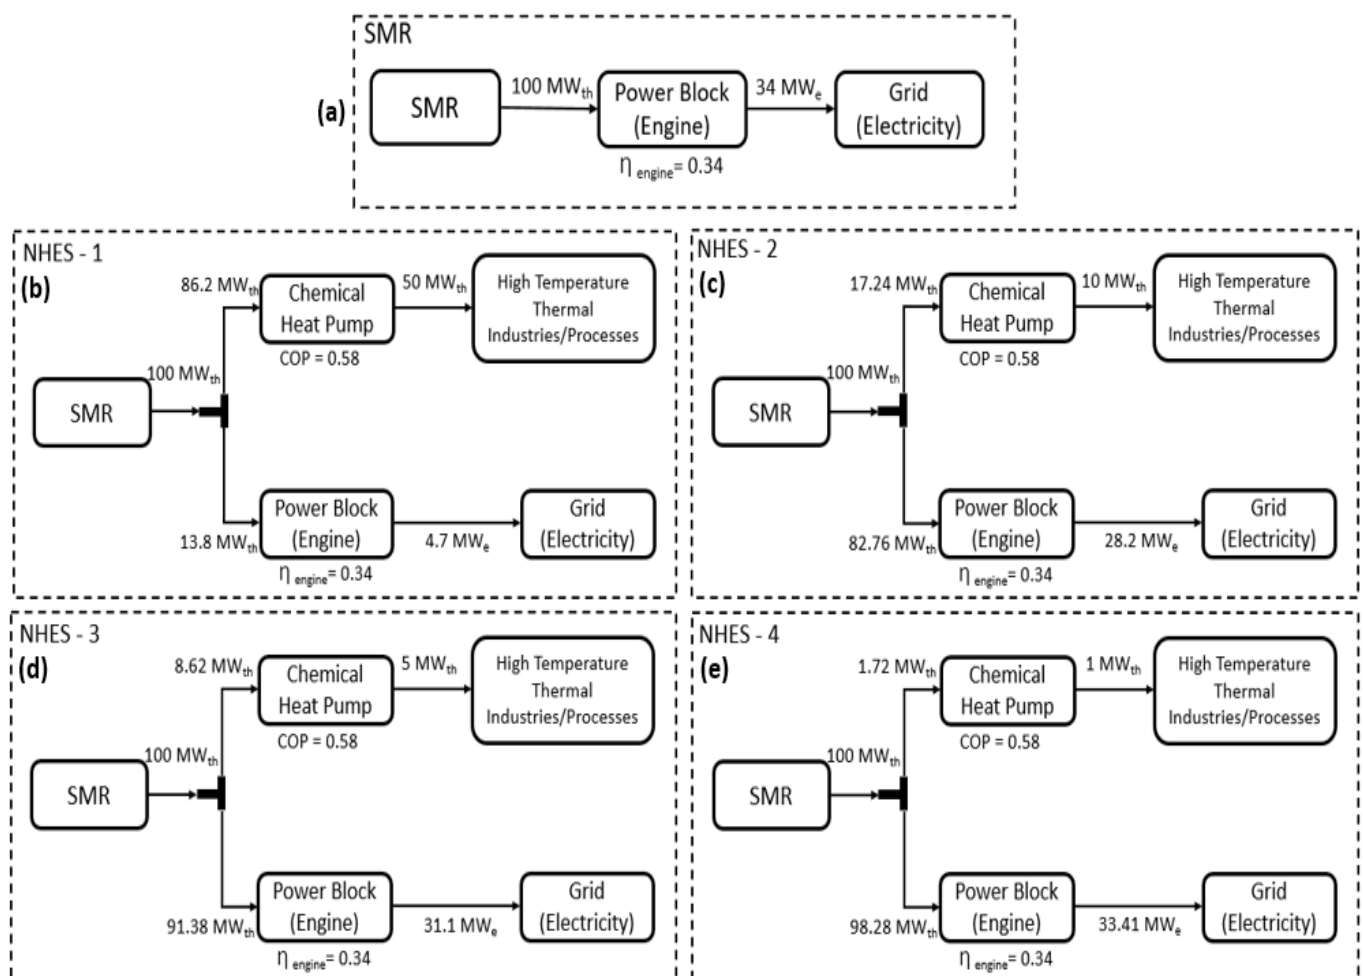 SMR
(a)
SMR
100 MWth
Power Block
(Engine)
η engine= 0.34
34 MWe
Grid
(Electricity)
NHES - 1
(b)
SMR
100 MWth
86.2 MWth
Chemical
Heat Pump
COP = 0.58
50 MWth
High Temperature
Thermal
Industries/Processes
13.8 MWth
Power Block
(Engine)
η engine= 0.34
4.7 MWe
Grid
(Electricity)
NHES - 2
(c)
SMR
100 MWth
17.24 MWth
Chemical
Heat Pump
COP = 0.58
10 MWth
High Temperature
Thermal
Industries/Processes
82.76 MWth
Power Block
(Engine)
η engine= 0.34
28.2 MWe
Grid
(Electricity)
NHES - 3
(d)
SMR
100 MWth
8.62 MWth
Chemical
Heat Pump
COP = 0.58
5 MWth
High Temperature
Thermal
Industries/Processes
91.38 MWth
Power Block
(Engine)
η engine= 0.34
31.1 MWe
Grid
(Electricity)
NHES - 4
(e)
SMR
100 MWth
1.72 MWth
Chemical
Heat Pump
COP = 0.58
1 MWth
High Temperature
Thermal
Industries/Processes
98.28 MWth
Power Block
(Engine)
η engine= 0.34
33.41 MWe
Grid
(Electricity)